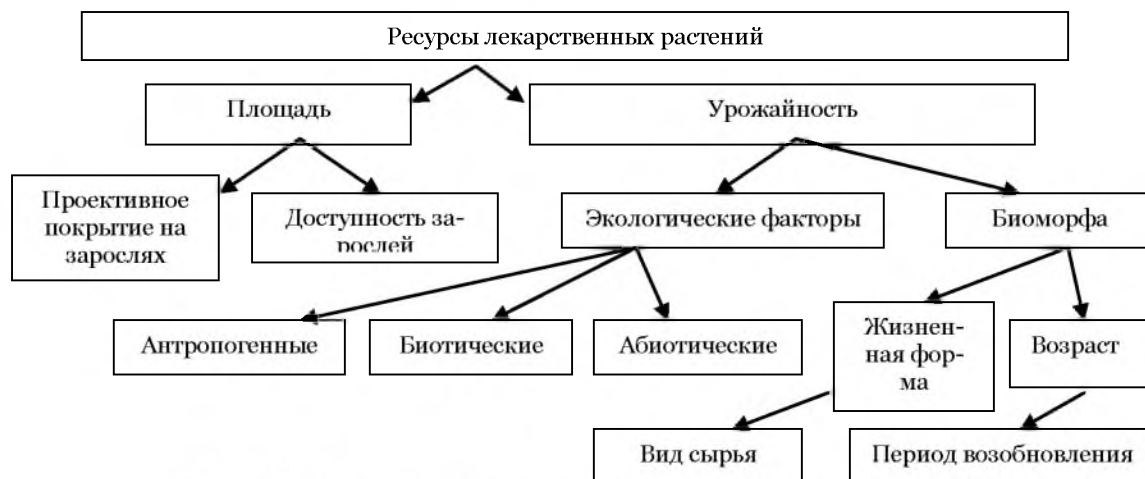 Ресурсы лекарственных растений
Площадь
Урожайность
Проективное
покрытие на
зарослях
Доступность за-
рослей
Экологические факторы
Биоморфа
Антропогенные
Биотические
Абиотические
Жизнен-
ная фор-
ма
Возраст
Вид сырья
Период возобновления